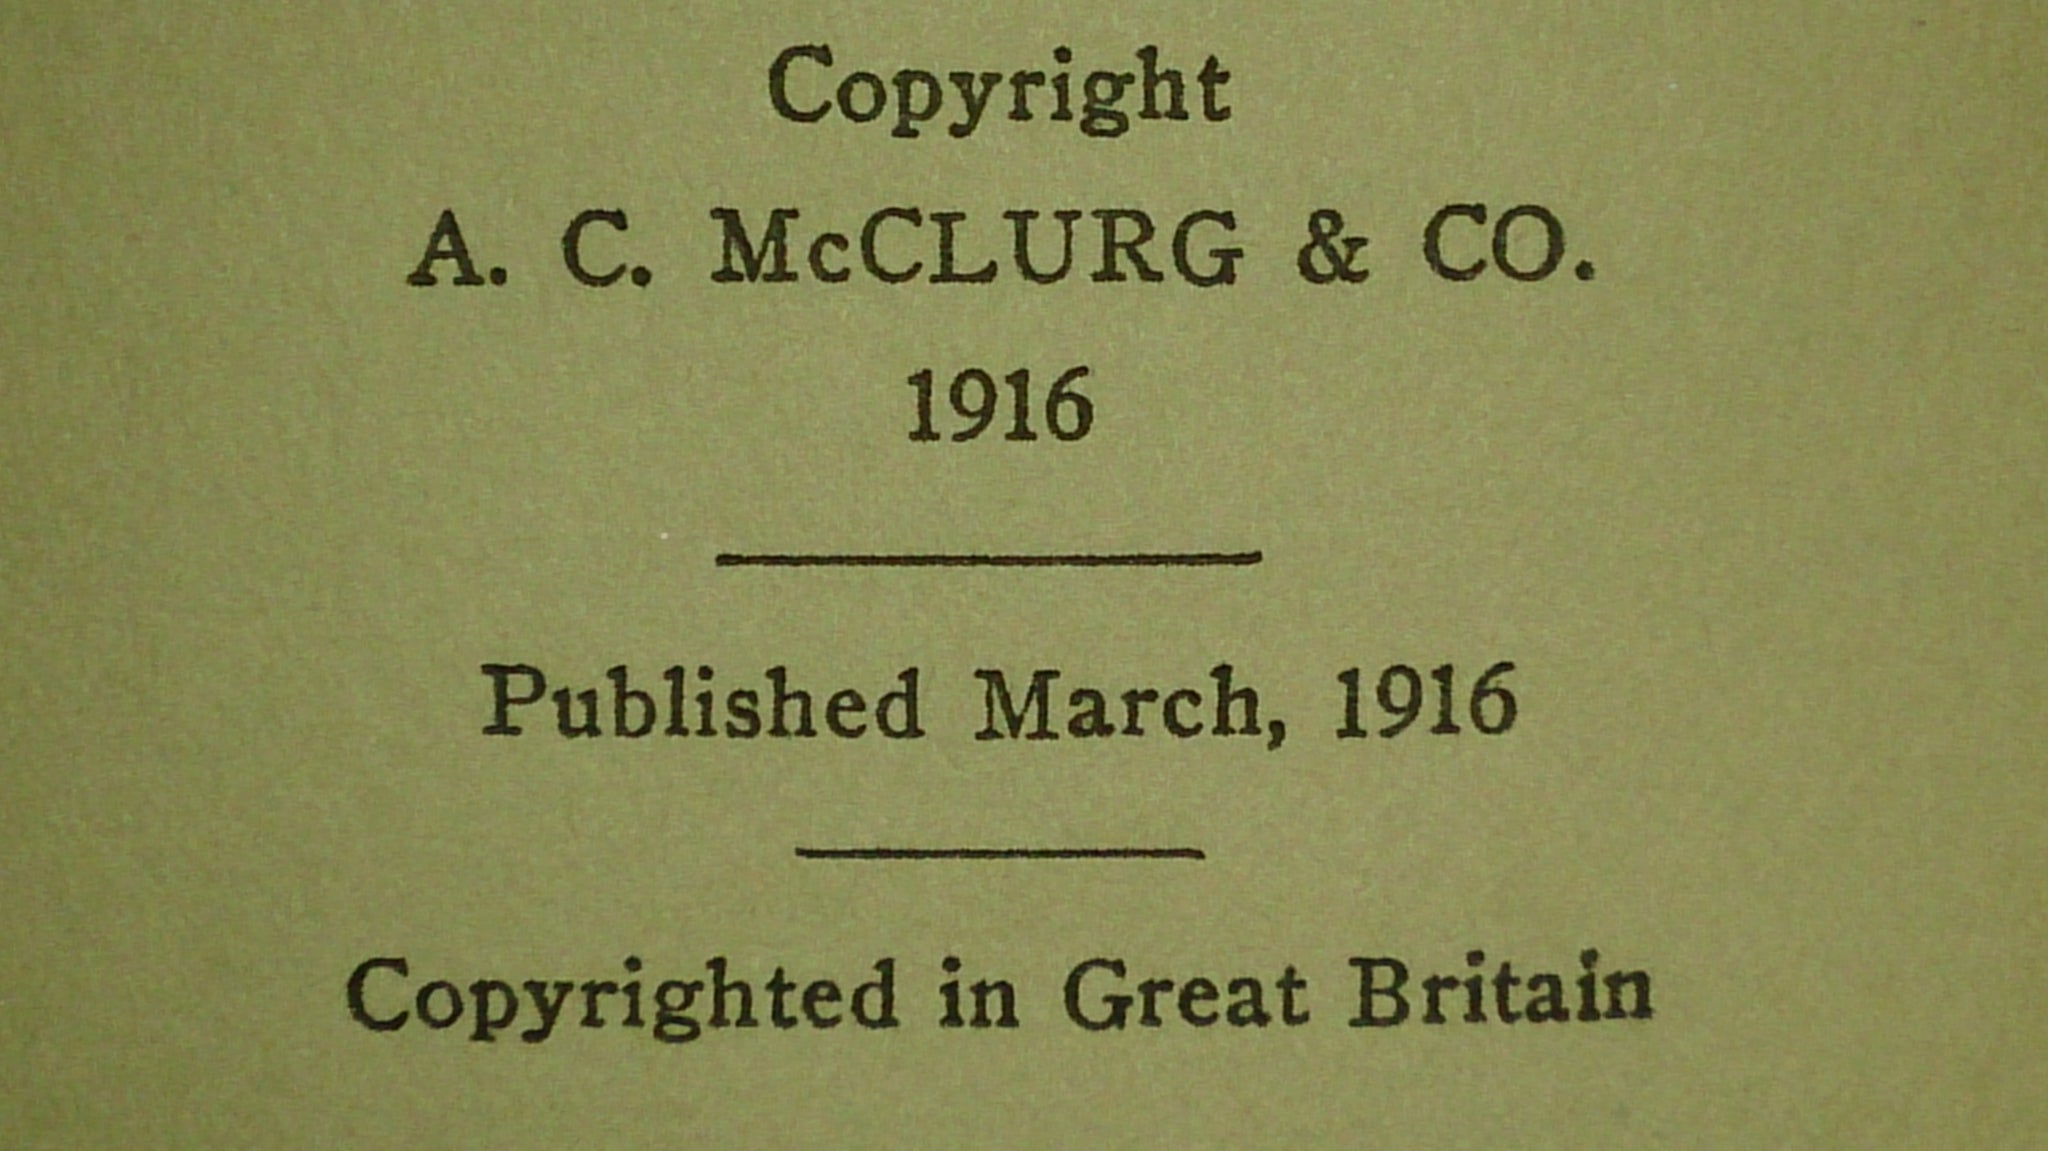 Copyright
A. C. McCLURG & CO.
1916
Published March, 1916
Copyrighted in Great Britain